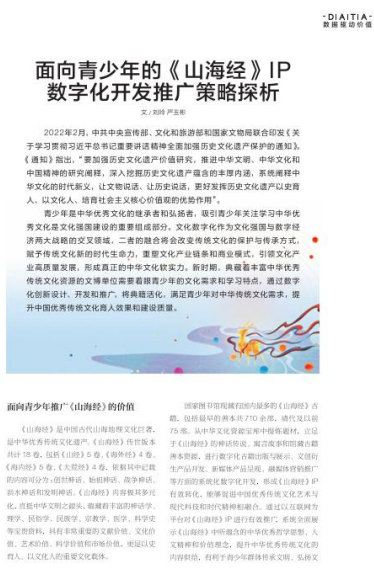 -DIAITIA-
数据驱动价值
面向青少年的《山海经》IP
数字化开发推广策略探析
文 / 刘玲 严玉彬
2022年2月，中共中央宣传部、文化和旅游部和国家文物局联合印发《关
于学习贯彻习近平总书记重要讲话精神全面加强历史文化遗产保护的通知》。
《通知》指出，“要加强历史文化遗产价值研究，推进中华文明、中华文化和
中国精神的研究阐释，深入挖掘历史文化遗产蕴含的丰厚内涵，系统阐释中
华文化的时代新义，让文物说话、让历史说话，更好发挥历史文化遗产以史育
人、以文化人、培育社会主义核心价值观的优势作用”。
青少年是中华优秀文化的继承者和弘扬者，吸引青少年关注学习中华优
秀文化是文化强国建设的重要组成部分。文化数字化作为文化强国与数字经
济两大战略的交叉领域，二者的融合将会改变传统文化的保护与传承方式，
赋予传统文化新的时代生命力，重塑文化产业链条和商业模式，引领文化产
业高质量发展，形成真正的中华文化软实力。新时期，典藏着丰富中华优秀
传统文化资源的文博单位需要着眼青少年的文化需求和学习特点，通过数字
化创新设计、开发和推广，将典籍活化，满足青少年对中华传统文化需求，提
升中国优秀传统文化育人效果和建设质量。
面向青少年推广《山海经》的价值
《山海经》是中国古代山海地理文化巨著，
是中华优秀传统文化遗产。《山海经》传世版本
共计 18 卷，包括《山经》5 卷、《海外经》4 卷、
《海内经》5 卷、《大荒经》4 卷，依据其中记载
的内容可分为：创世神话、始祖神话、战争神话、
洪水神话和发明神话。《山海经》内容极其多元
化，直抵中华文明之源头，蕴藏着丰富的神话学、
地理学、民俗学、民族学、宗教学、医学、科学史
等宝贵资料，具有非常重要的文献价值、文化价
值、艺术价值、科学价值和市场价值，更是以史
育人、以文化人的重要文化载体。
国家图书馆现藏有国内最多的《山海经》古
籍，包括最早的善本共 710 余部，清代及以前
75 部。从中华文化资源宝库中提炼题材，立足
于《山海经》的神话传说、寓言故事和馆藏古籍
善本资源，进行数字化古籍出版与展示、文创衍
生产品开发、新媒体产品呈现、融媒体营销推广
等方面的系统化数字化开发，形成《山海经》IP
有效转化，能够促进中国优秀传统文化艺术与
现代科技和时代精神相融合。通过以互联网为
平台对《山海经》IP 进行有效推广，系统全面展
示《山海经》中所蕴含的中华优秀哲学思想、人
文精神和价值理念，提升中华优秀传统文化的
内容供给，有利于青少年群体传承文明、弘扬文